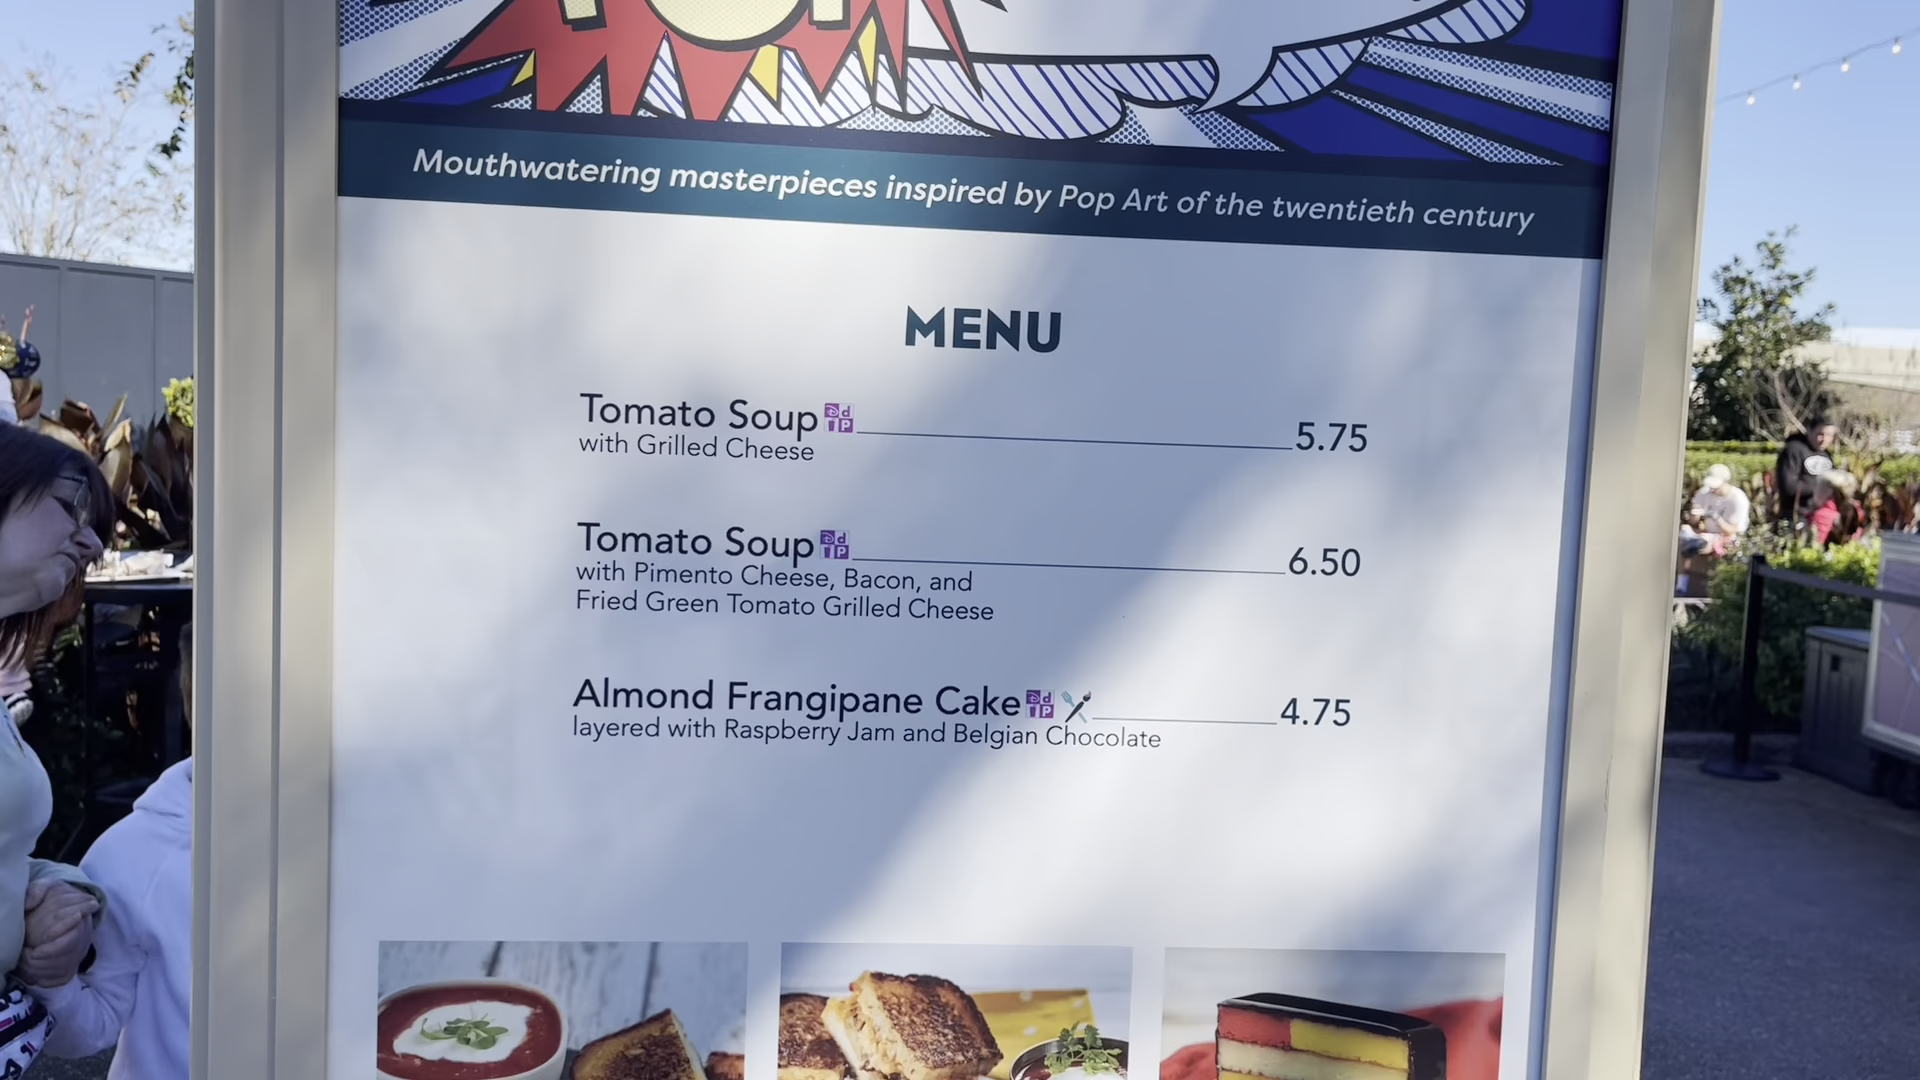 Mouthwatering masterpieces inspired by Pop Art of the twentieth century
MENU
Tomato Soup 5.75
with Grilled Cheese
Tomato Soup 6.50
with Pimento Cheese, Bacon, and
Fried Green Tomato Grilled Cheese
Almond Frangipane Cake 4.75
layered with Raspberry Jam and Belgian Chocolate